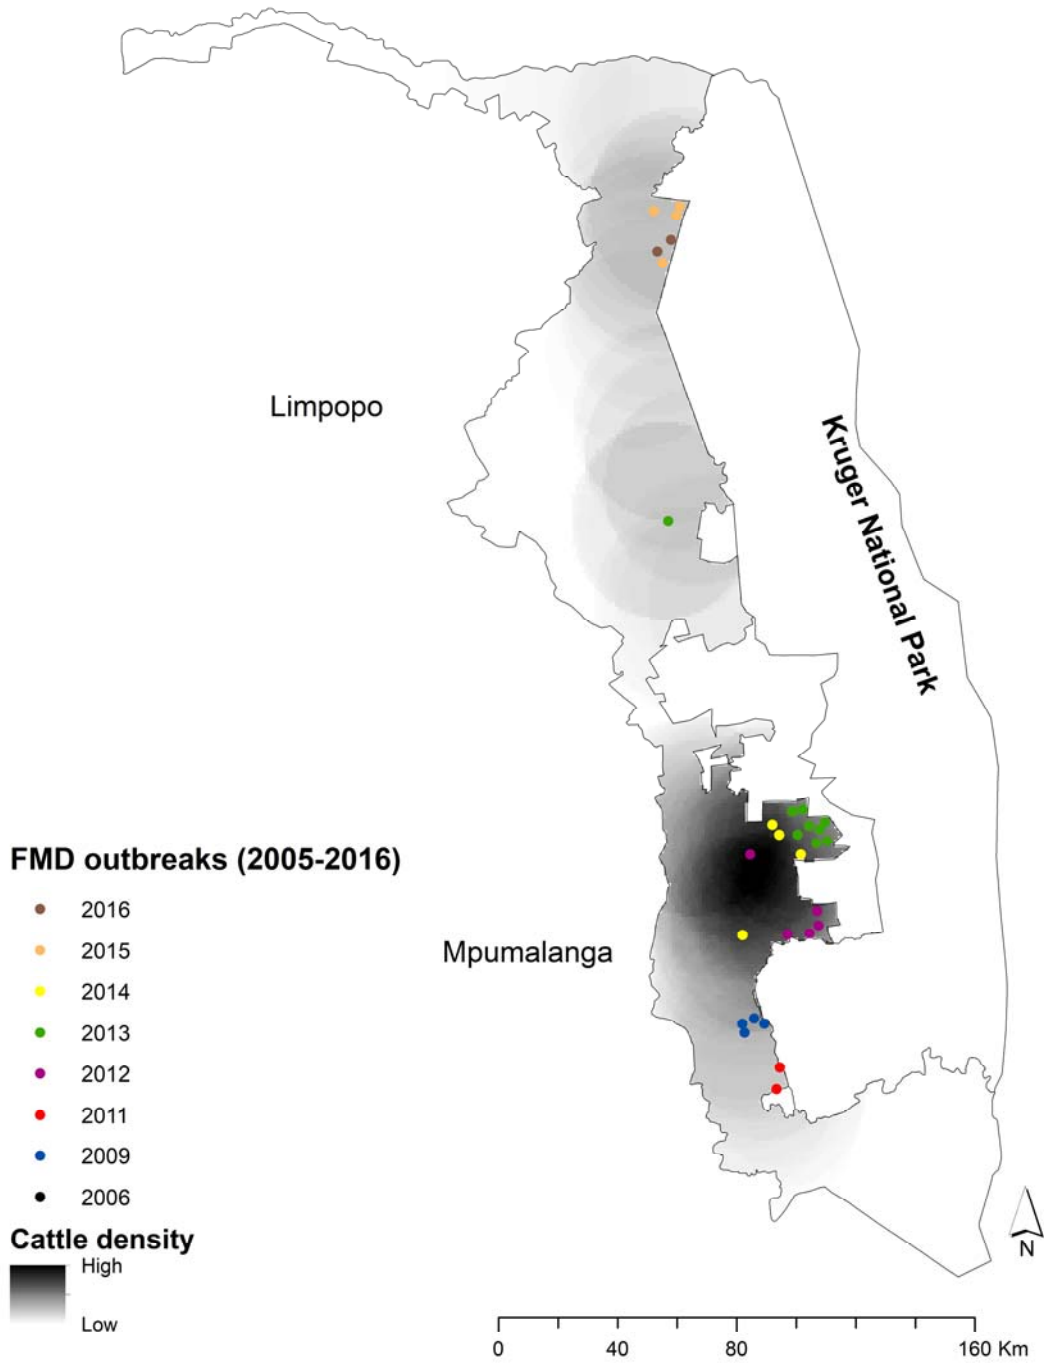 Limpopo
Kruger National Park
FMD outbreaks (2005-2016)
2016
2015
2014
2013
2012
2011
2009
2006
Mpumalanga
Cattle density
High
Low
N
0 40 80 160 Km